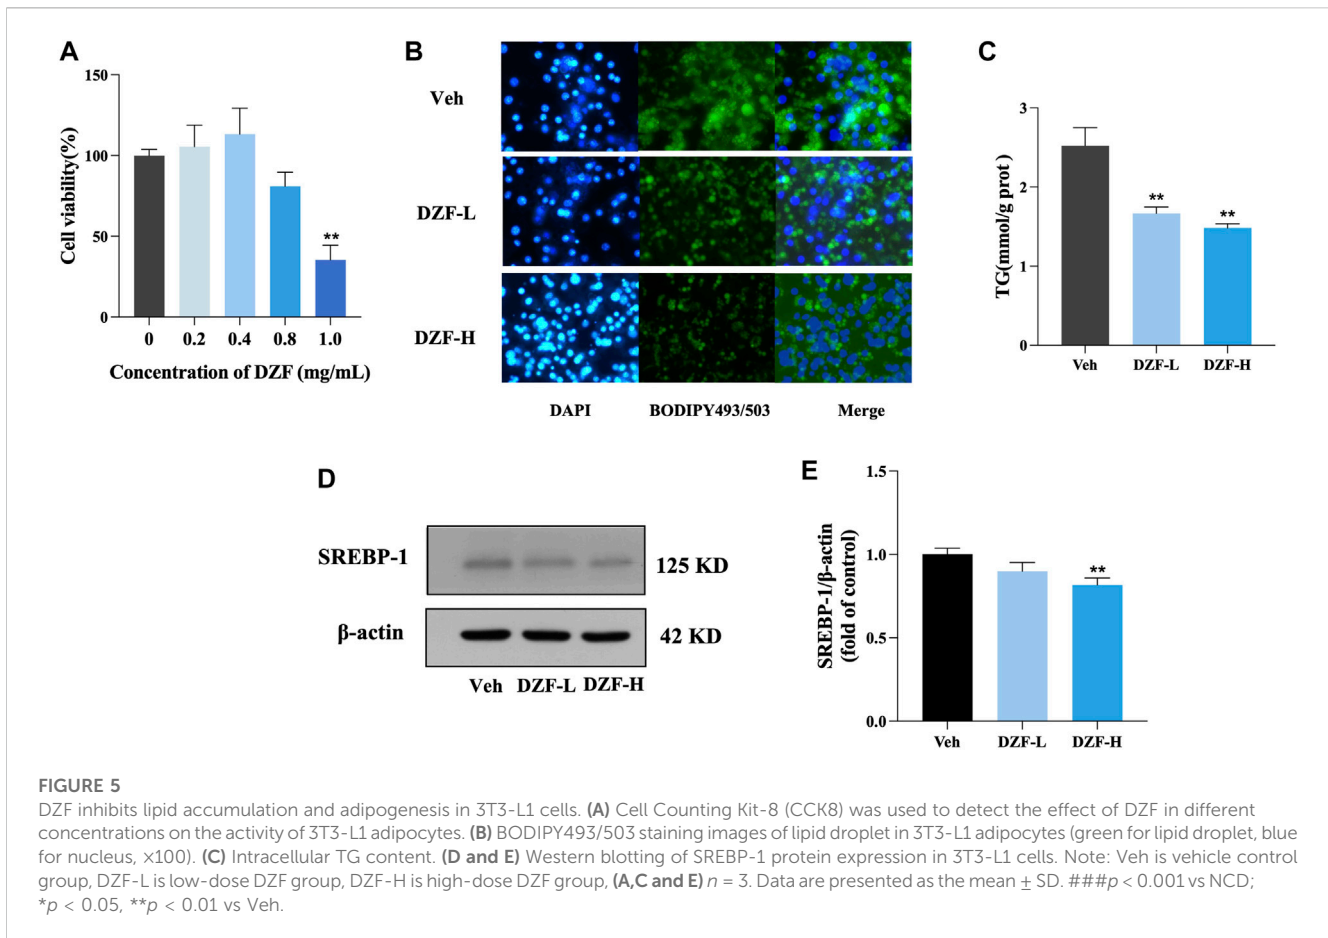 A
150
100
50
0
Cell viability(%)
0 0.2 0.4 0.8 1.0
**
Concentration of DZF (mg/mL)
B
Veh
DZF-L
DZF-H
DAPI BODIPY493/503 Merge
C
3
2
1
0
TG(mmol/g prot )
** **
Veh DZF-L DZF-H
D
SREBP-1 125 KD
β-actin 42 KD
Veh DZF-L DZF-H
E
1.5
1.0
0.5
0.0
SREBP-1/β-actin
(fold of control)
**
Veh DZF-L DZF-H
FIGURE 5
DZF inhibits lipid accumulation and adipogenesis in 3T3-L1 cells. (A) Cell Counting Kit-8 (CCK8) was used to detect the effect of DZF in different
concentrations on the activity of 3T3-L1 adipocytes. (B) BODIPY493/503 staining images of lipid droplet in 3T3-L1 adipocytes (green for lipid droplet, blue
for nucleus, ×100). (C) Intracellular TG content. (D and E) Western blotting of SREBP-1 protein expression in 3T3-L1 cells. Note: Veh is vehicle control
group, DZF-L is low-dose DZF group, DZF-H is high-dose DZF group, (A,C and E) n = 3. Data are presented as the mean ± SD. ###p < 0.001 vs NCD;
*p < 0.05, **p < 0.01 vs Veh.